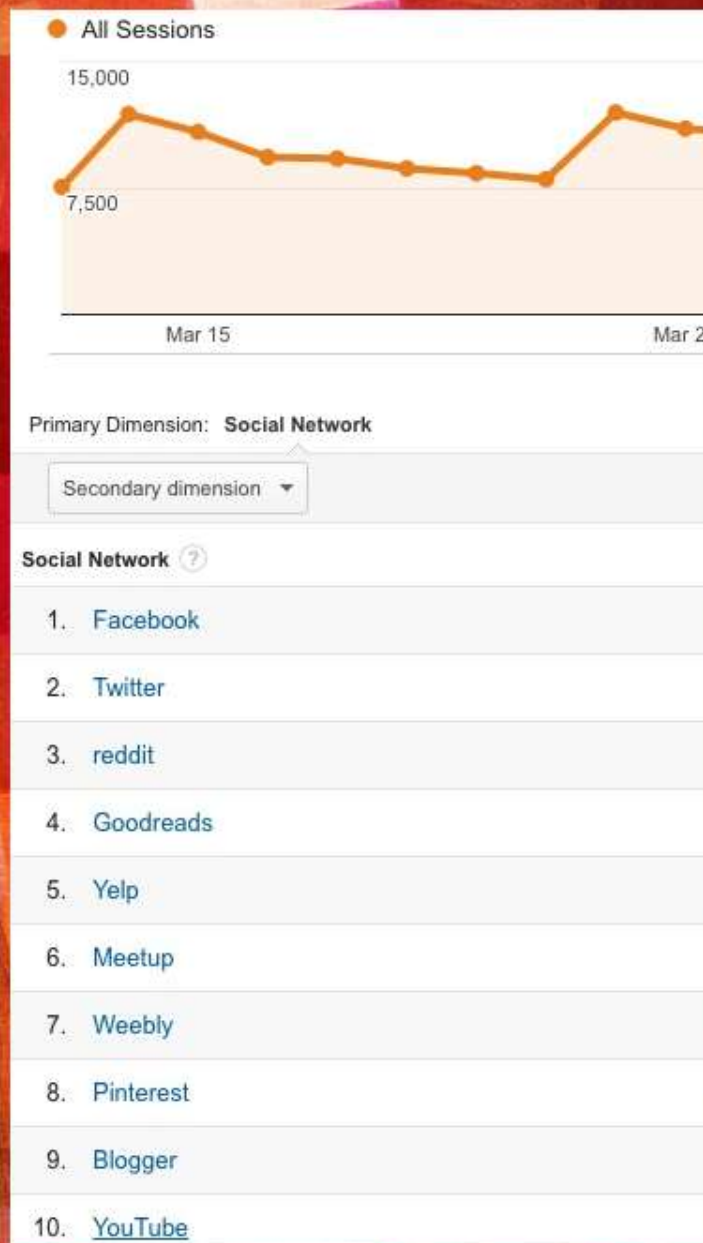 All Sessions
15,000
7,500
Mar 15 Mar 2
Primary Dimension: Social Network
Secondary dimension
Social Network ?
1. Facebook
2. Twitter
3. reddit
4. Goodreads
5. Yelp
6. Meetup
7. Weebly
8. Pinterest
9. Blogger
10. YouTube